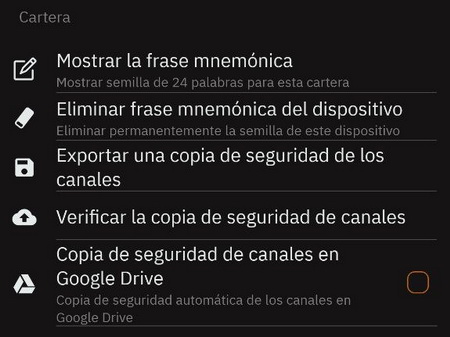 Cartera
Mostrar la frase mnemónica
Mostrar semilla de 24 palabras para esta cartera
Eliminar frase mnemónica del dispositivo
Eliminar permanentemente la semilla de este dispositivo
Exportar una copia de seguridad de los
canales
Verificar la copia de seguridad de canales
Copia de seguridad de canales en
Google Drive
Copia de seguridad automática de los canales en
Google Drive